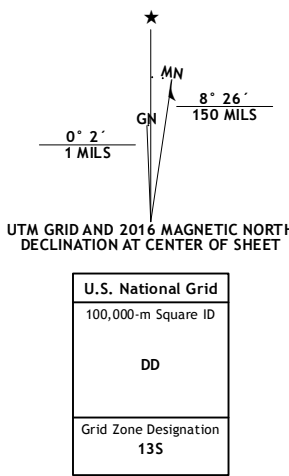 ★
MN
GN
8° 26´
150 MILS
0° 2´
1 MILS
UTM GRID AND 2016 MAGNETIC NORTH
DECLINATION AT CENTER OF SHEET
U.S. National Grid
100,000-m Square ID
DD
Grid Zone Designation
13S